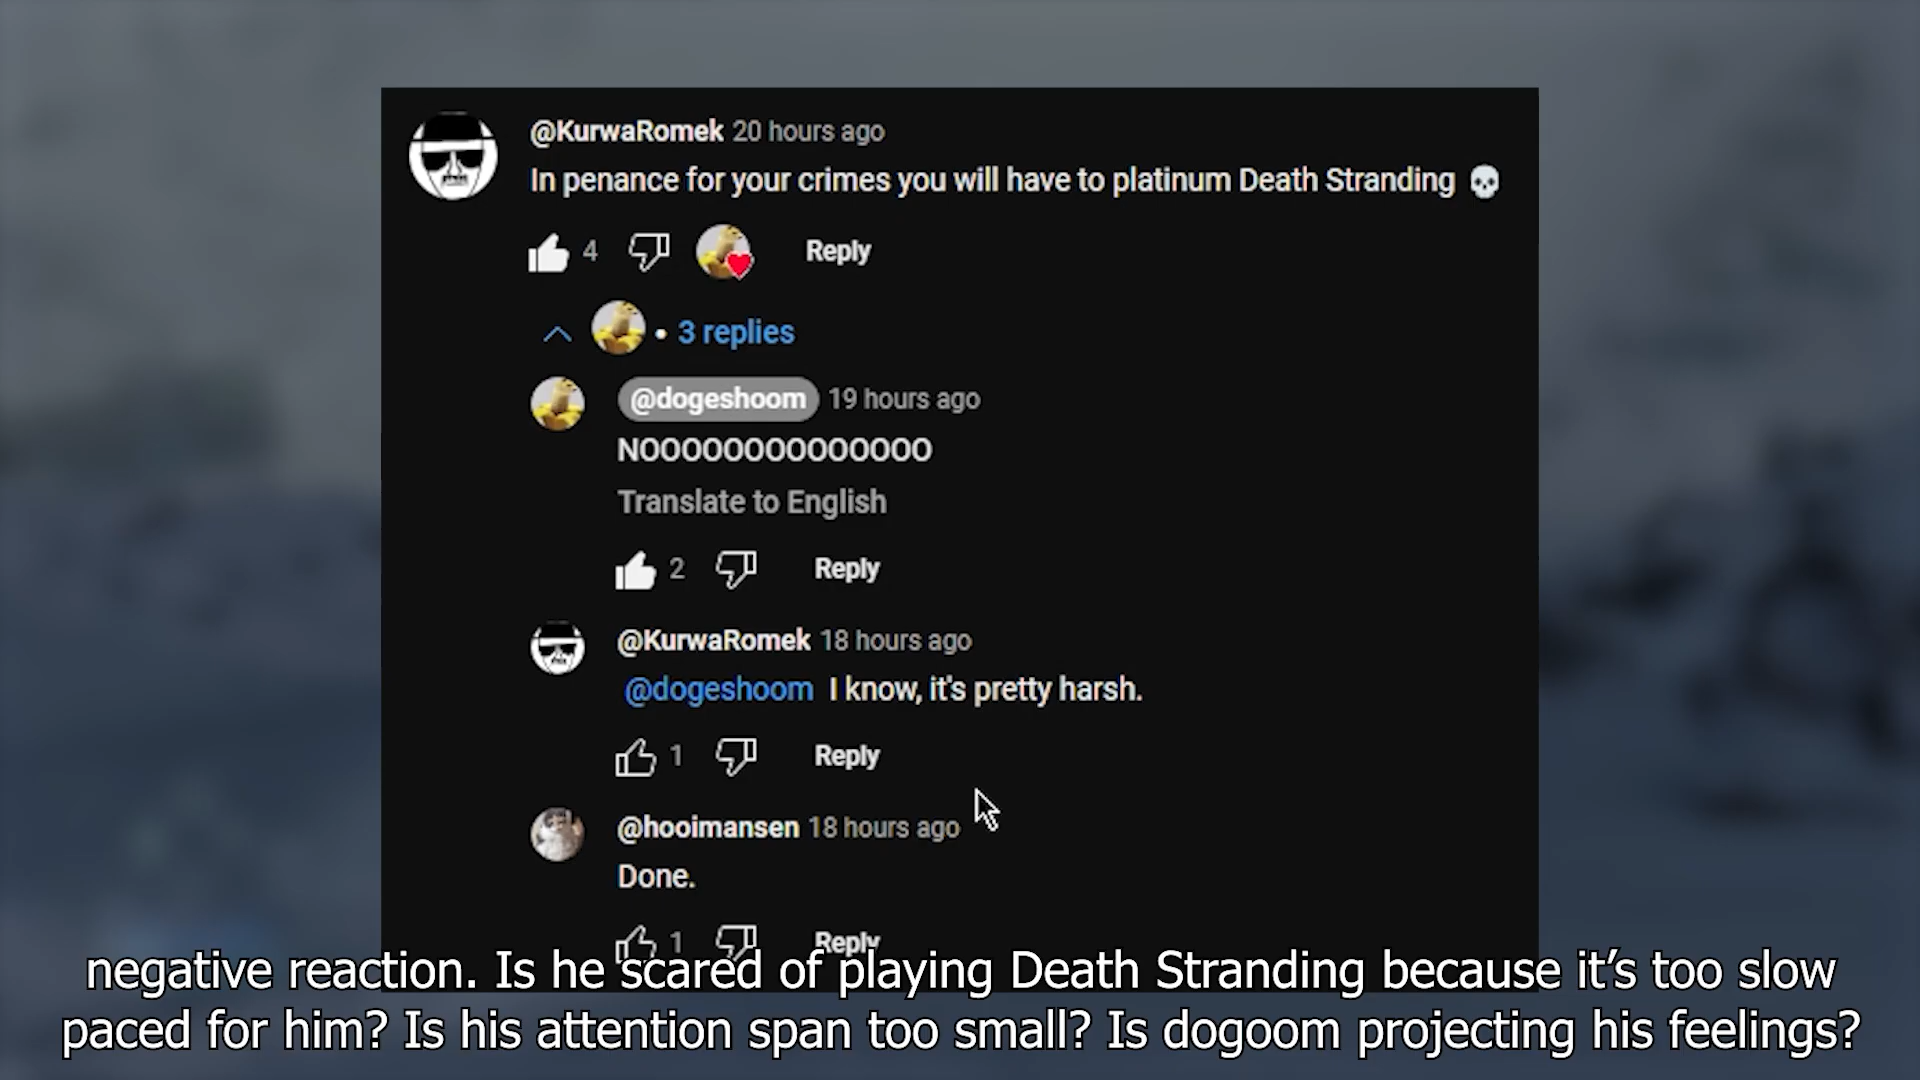 @KurwaRomek 20 hours ago
In penance for your crimes you will have to platinum Death Stranding 💀
4 Reply
• 3 replies
@dogeshoom 19 hours ago
NOOOOOOOOOOOOOO
Translate to English
2 Reply
@KurwaRomek 18 hours ago
@dogeshoom I know, it's pretty harsh.
1 Reply
@hooimansen 18 hours ago
Done.
1 Reply
negative reaction. Is he scared of playing Death Stranding because it’s too slow
paced for him? Is his attention span too small? Is dogoom projecting his feelings?